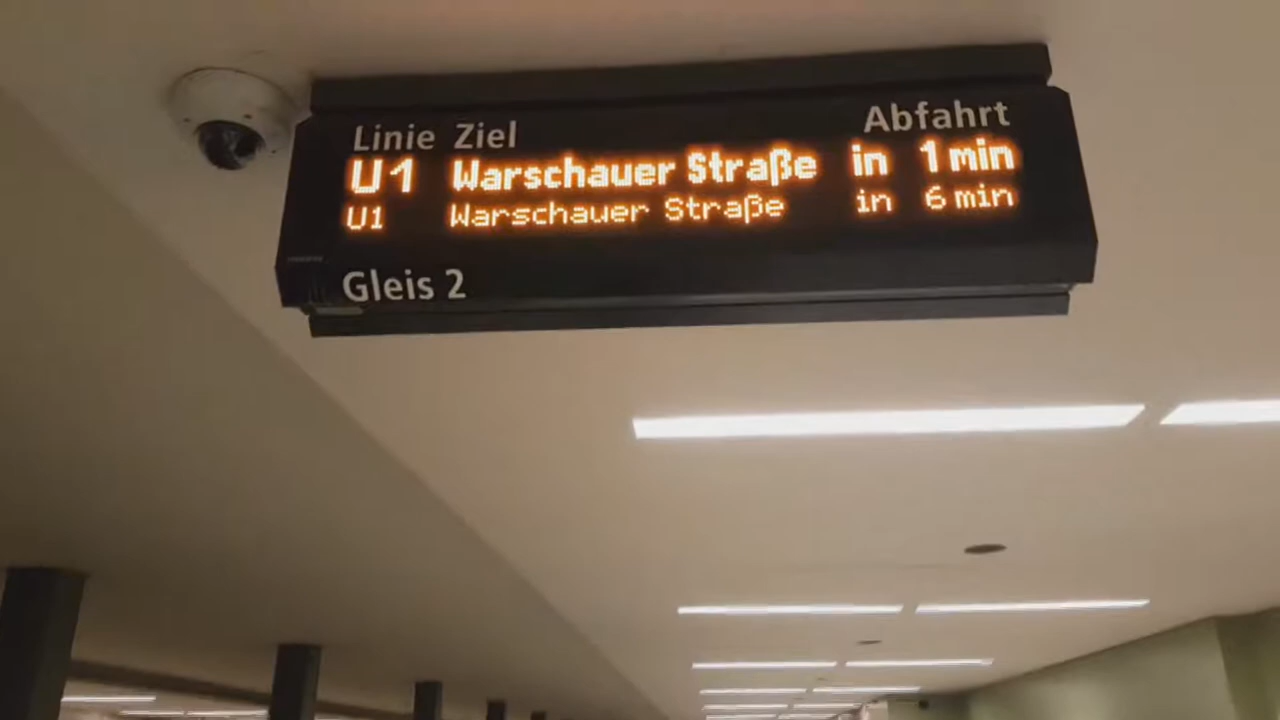 Linie Ziel Abfahrt
U1 Warschauer Straße in 1 min
U1 Warschauer Straße in 6 min
Gleis 2